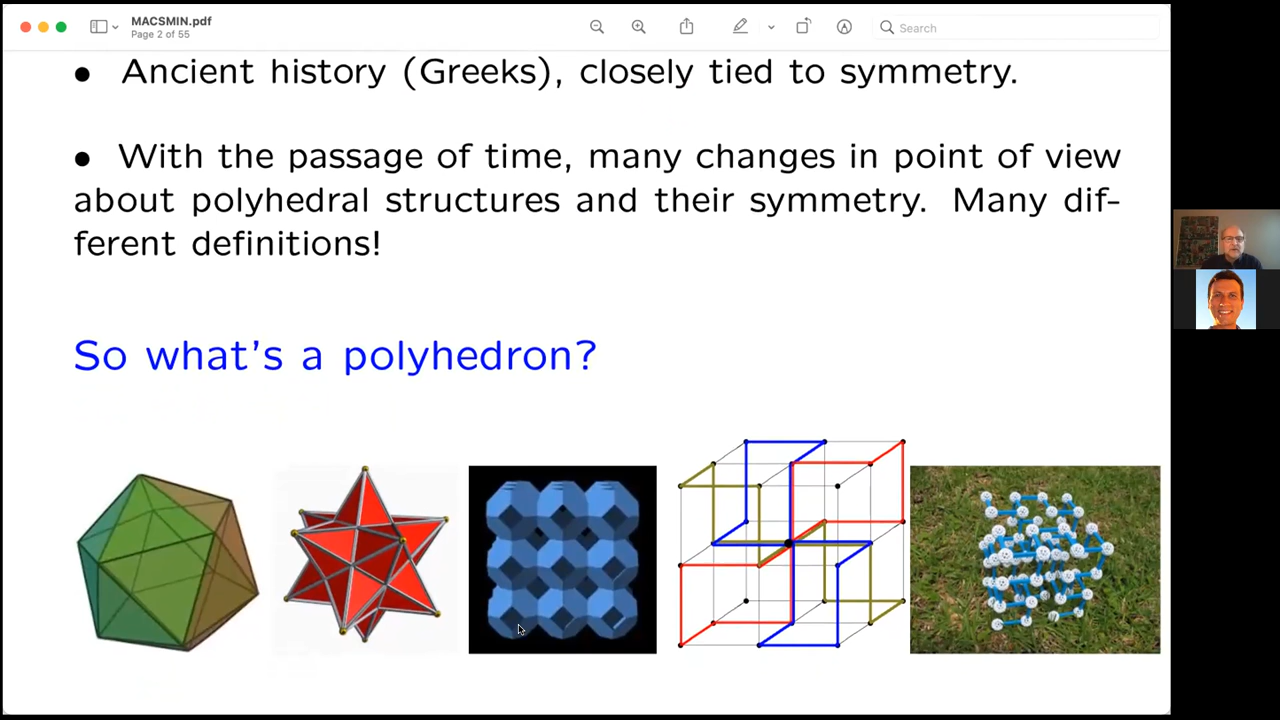 MACSMIN.pdf
Page 2 of 55
Search
● Ancient history (Greeks), closely tied to symmetry.
● With the passage of time, many changes in point of view
about polyhedral structures and their symmetry. Many dif-
ferent definitions!
So what's a polyhedron?